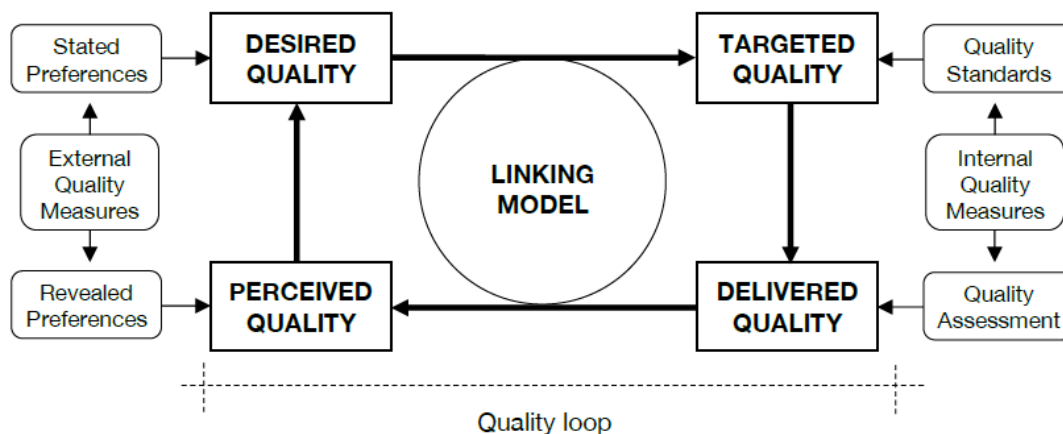 Stated
Preferences
DESIRED
QUALITY
TARGETED
QUALITY
Quality
Standards
External
Quality
Measures
LINKING
MODEL
Internal
Quality
Measures
Revealed
Preferences
PERCEIVED
QUALITY
DELIVERED
QUALITY
Quality
Assessment
Quality loop